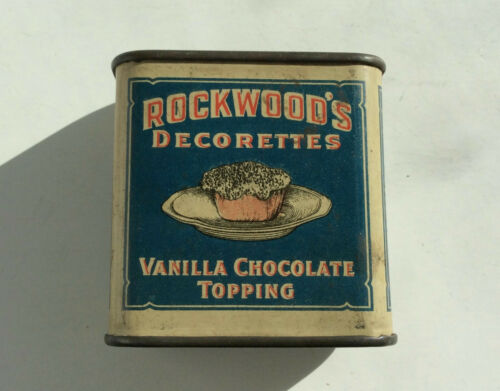 ROCKWOOD'S
DECORETTES
VANILLA CHOCOLATE
TOPPING